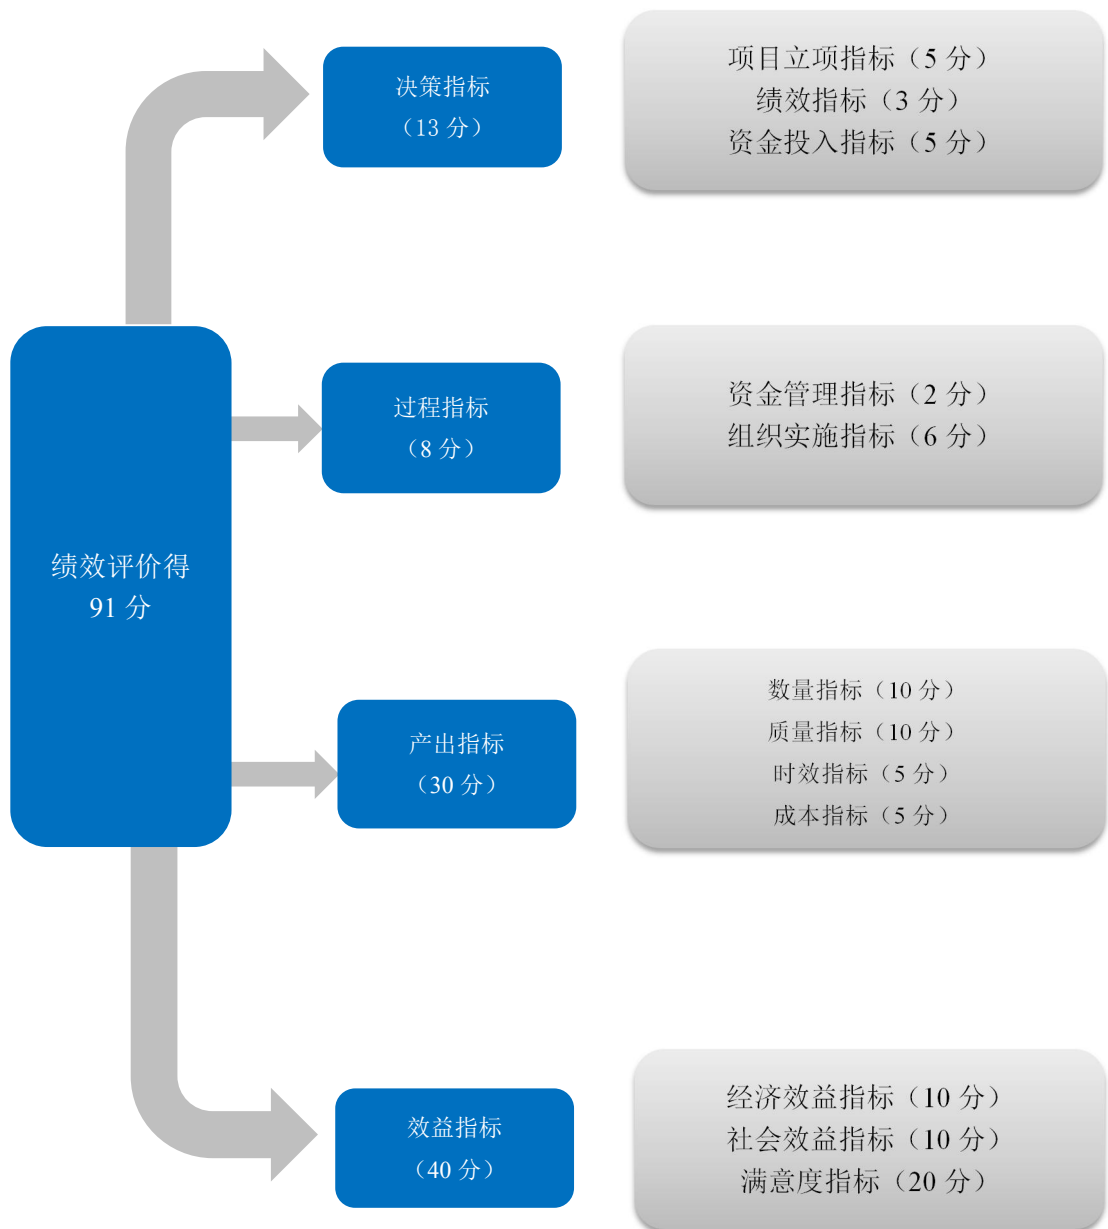 决策指标
（13 分）
项目立项指标（5 分）
绩效指标（3 分）
资金投入指标（5 分）
过程指标
（8 分）
资金管理指标（2 分）
组织实施指标（6 分）
绩效评价得
91 分
产出指标
（30 分）
数量指标（10 分）
质量指标（10 分）
时效指标（5 分）
成本指标（5 分）
效益指标
（40 分）
经济效益指标（10 分）
社会效益指标（10 分）
满意度指标（20 分）